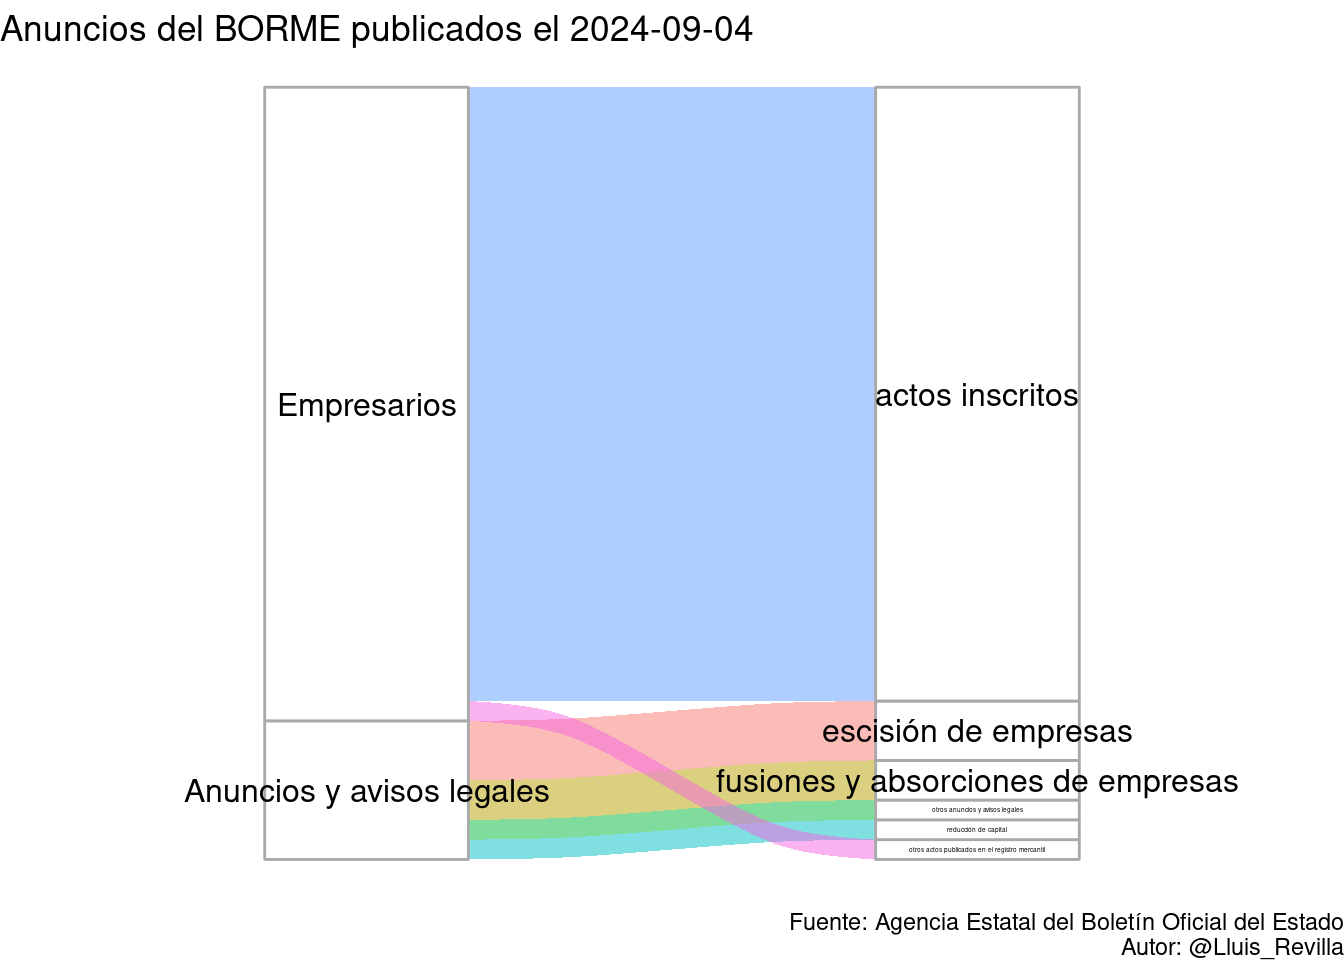 Anuncios del BORME publicados el 2024-09-04
Empresarios
actos inscritos
escisión de empresas
Anuncios y avisos legales
fusiones y absorciones de empresas
otros anuncios y avisos legales
reducción de capital
otros actos publicados en el registro mercantil
Fuente: Agencia Estatal del Boletín Oficial del Estado
Autor: @Lluis_Revilla